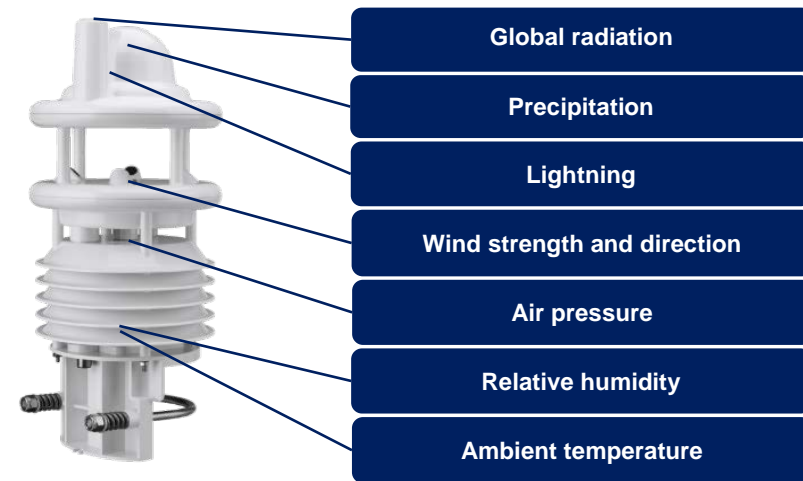 Global radiation
Precipitation
Lightning
Wind strength and direction
Air pressure
Relative humidity
Ambient temperature